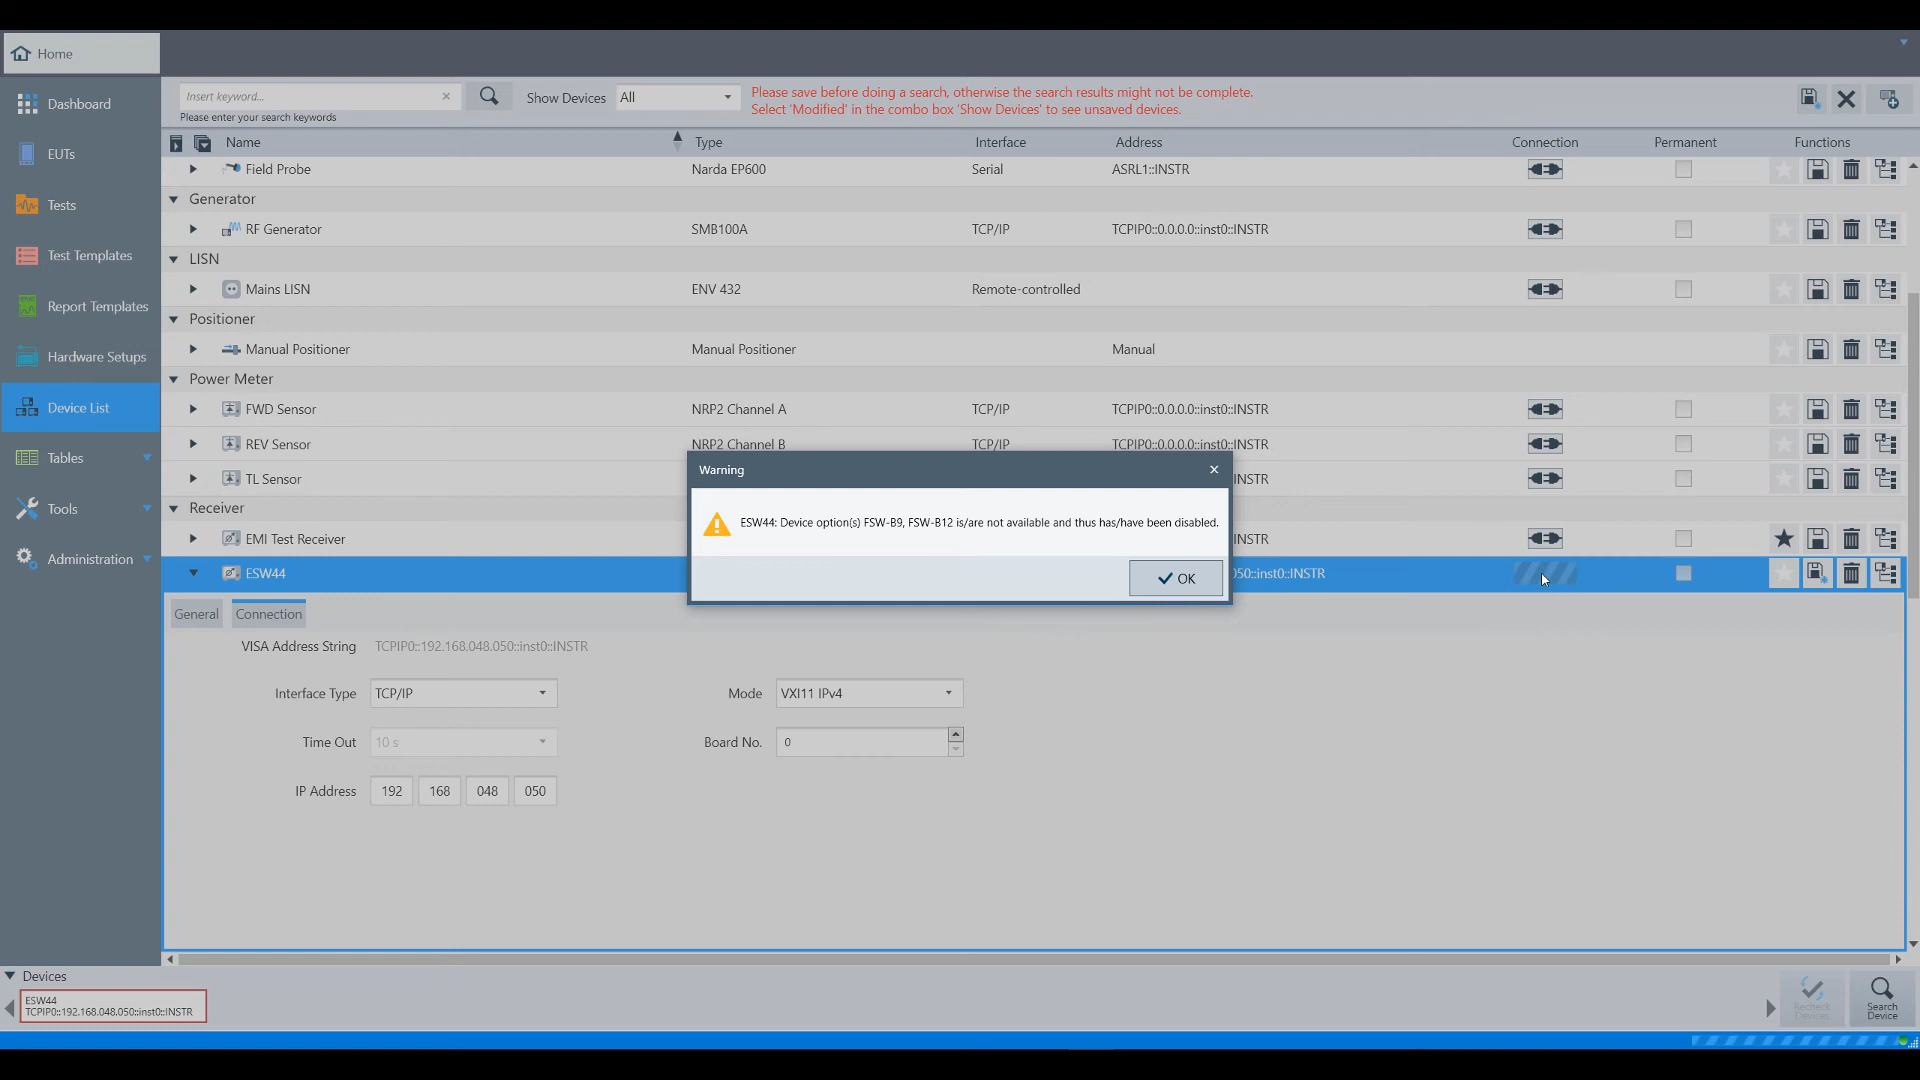 Home
Dashboard
EUTs
Tests
Test Templates
Report Templates
Hardware Setups
Device List
Tables
Tools
Administration
Insert keyword...
Please enter your search keywords
Show Devices
All
Please save before doing a search, otherwise the search results might not be complete.
Select 'Modified' in the combo box 'Show Devices' to see unsaved devices.
Name Type Interface Address Connection Permanent Functions
Field Probe Narda EP600 Serial ASRL1::INSTR
Generator
RF Generator SMB100A TCP/IP TCPIP0::0.0.0.0::inst0::INSTR
LISN
Mains LISN ENV 432 Remote-controlled
Positioner
Manual Positioner Manual Positioner Manual
Power Meter
FWD Sensor NRP2 Channel A TCP/IP TCPIP0::0.0.0.0::inst0::INSTR
REV Sensor NRP2 Channel B TCP/IP TCPIP0::0.0.0.0::inst0::INSTR
TL Sensor INSTR
Receiver
EMI Test Receiver INSTR
ESW44 050::inst0::INSTR
Warning
ESW44: Device option(s) FSW-B9, FSW-B12 is/are not available and thus has/have been disabled.
OK
General Connection
VISA Address String TCPIP0::192.168.048.050::inst0::INSTR
Interface Type TCP/IP Mode VXI11 IPv4
Time Out 10 s Board No. 0
IP Address 192 168 048 050
Devices
ESW44
TCPIP0::192.168.048.050::inst0::INSTR
Recheck
Devices
Search
Device